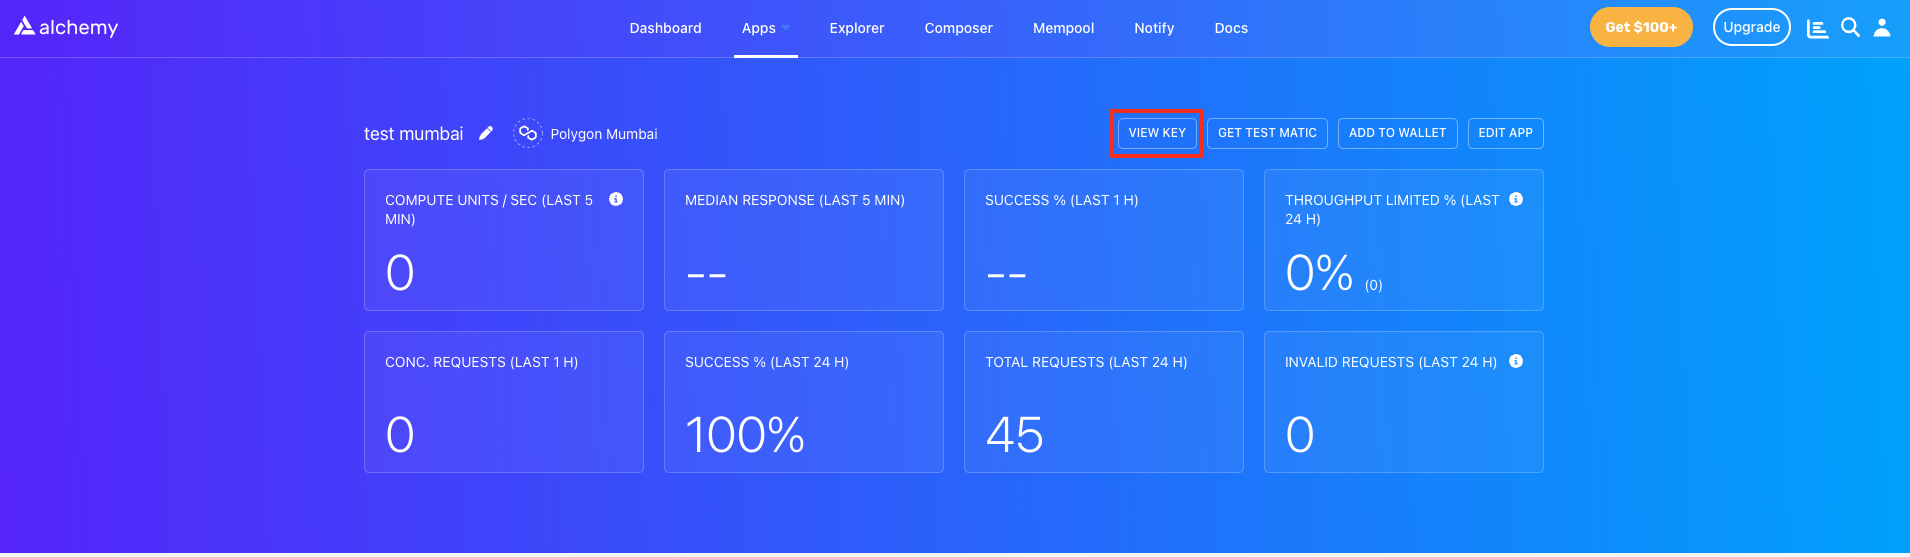 alchemy
Dashboard Apps Explorer Composer Mempool Notify Docs Get $100+ Upgrade
test mumbai Polygon Mumbai VIEW KEY GET TEST MATIC ADD TO WALLET EDIT APP
COMPUTE UNITS / SEC (LAST 5
MIN)
0
MEDIAN RESPONSE (LAST 5 MIN)
--
SUCCESS % (LAST 1 H)
--
THROUGHPUT LIMITED % (LAST
24 H)
0% (0)
CONC. REQUESTS (LAST 1 H)
0
SUCCESS % (LAST 24 H)
100%
TOTAL REQUESTS (LAST 24 H)
45
INVALID REQUESTS (LAST 24 H)
0